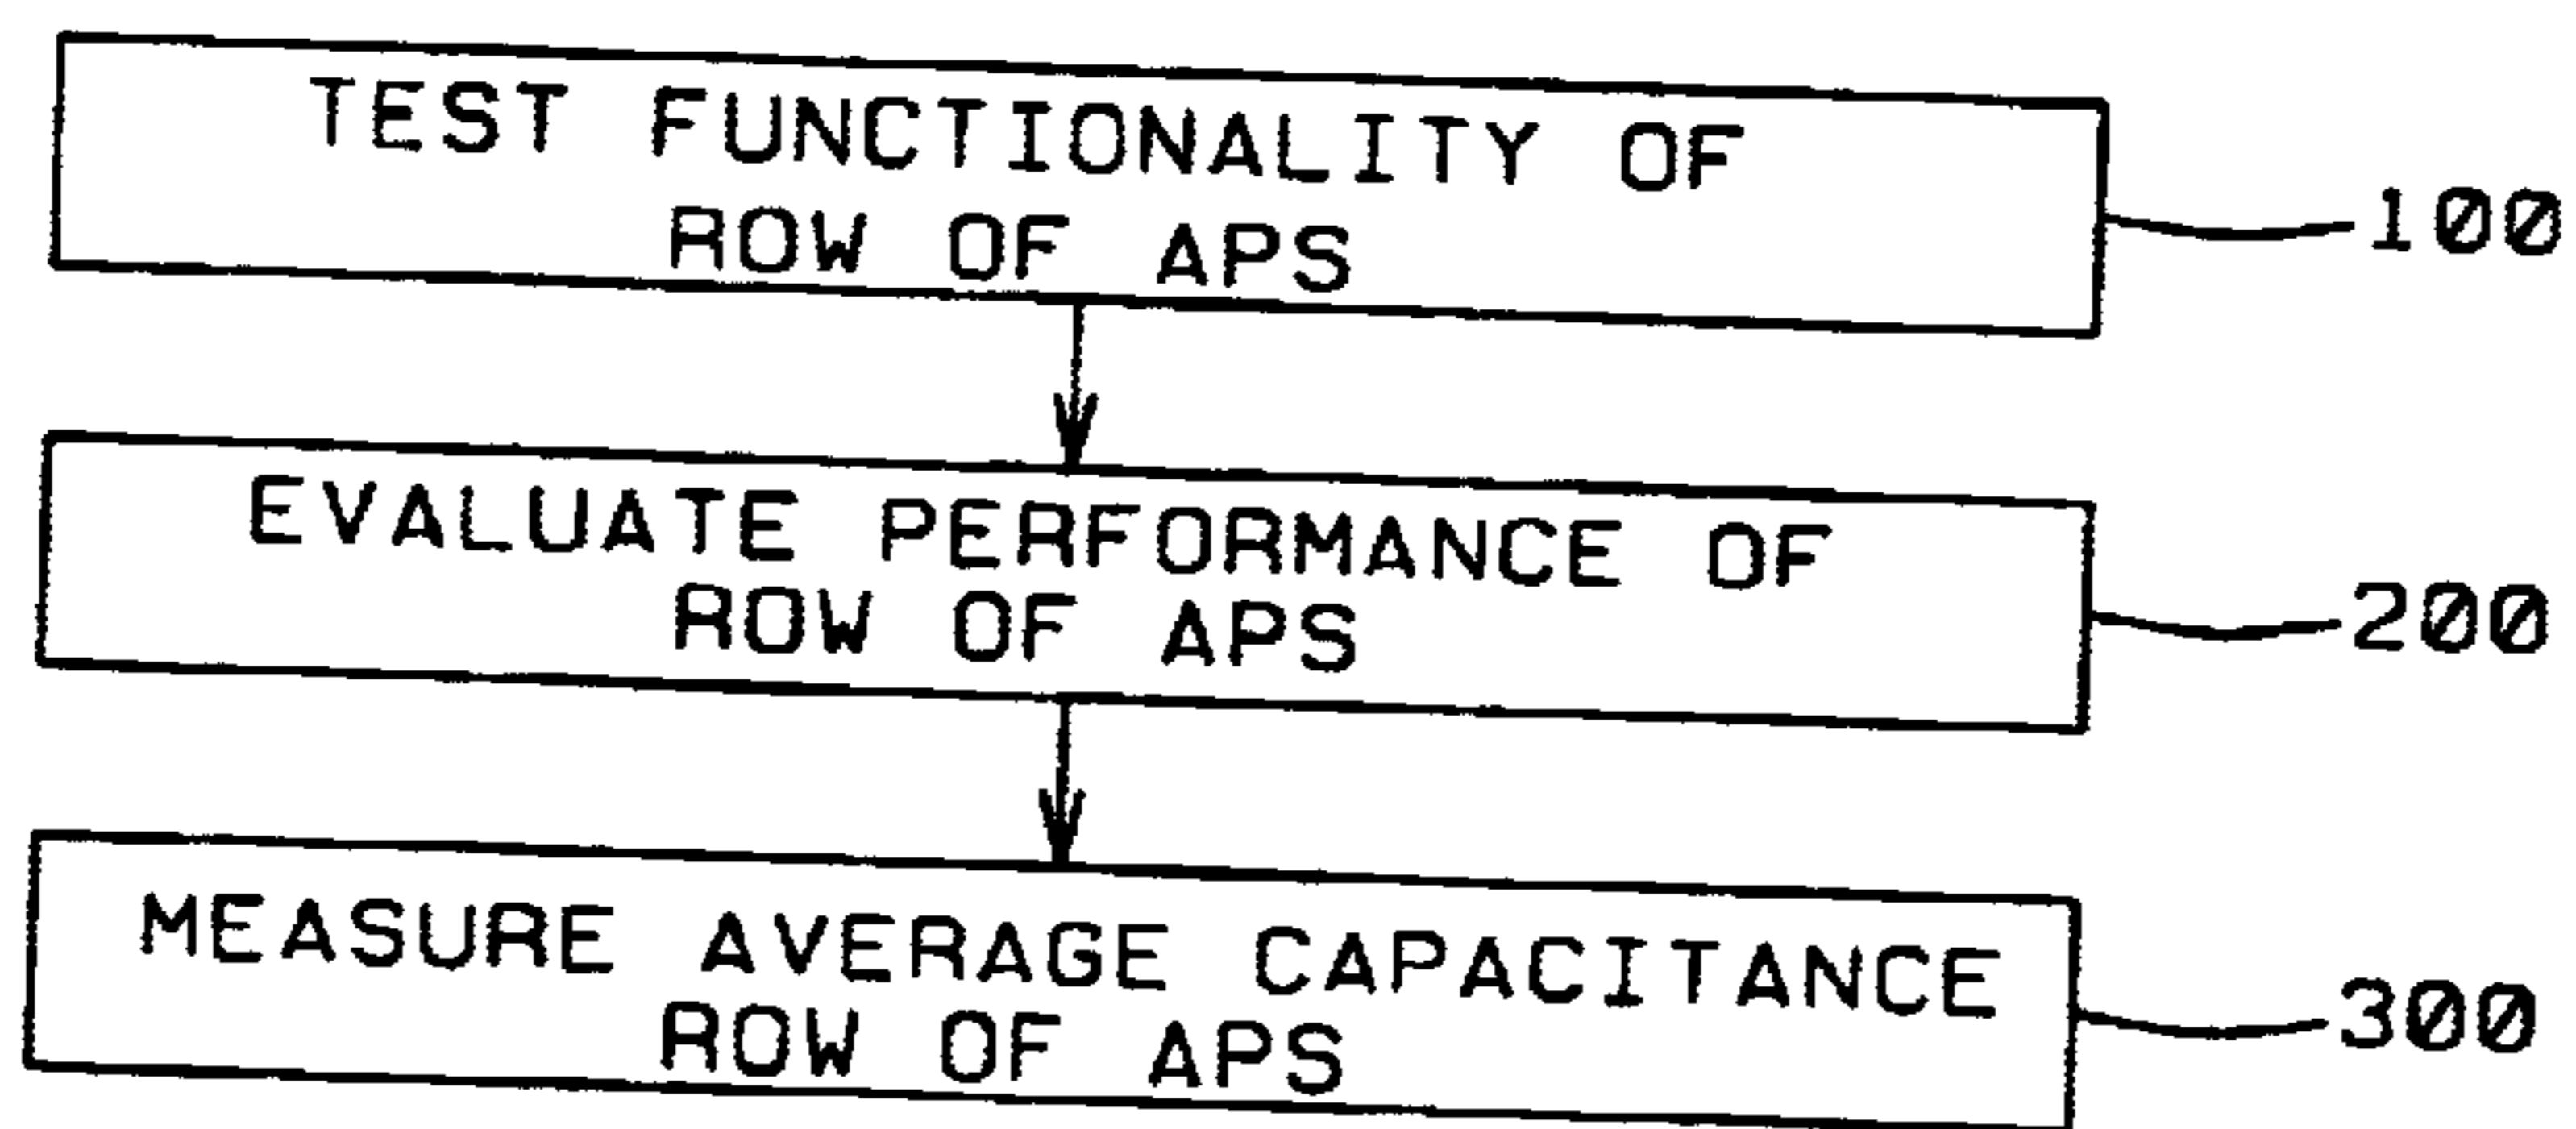 TEST FUNCTIONALITY OF
ROW OF APS
100
EVALUATE PERFORMANCE OF
ROW OF APS
200
MEASURE AVERAGE CAPACITANCE
ROW OF APS
300